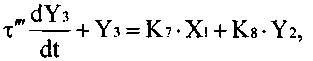 τ''' dY₃/dt + Y₃ = K₇·X₁ + K₈·Y₂,